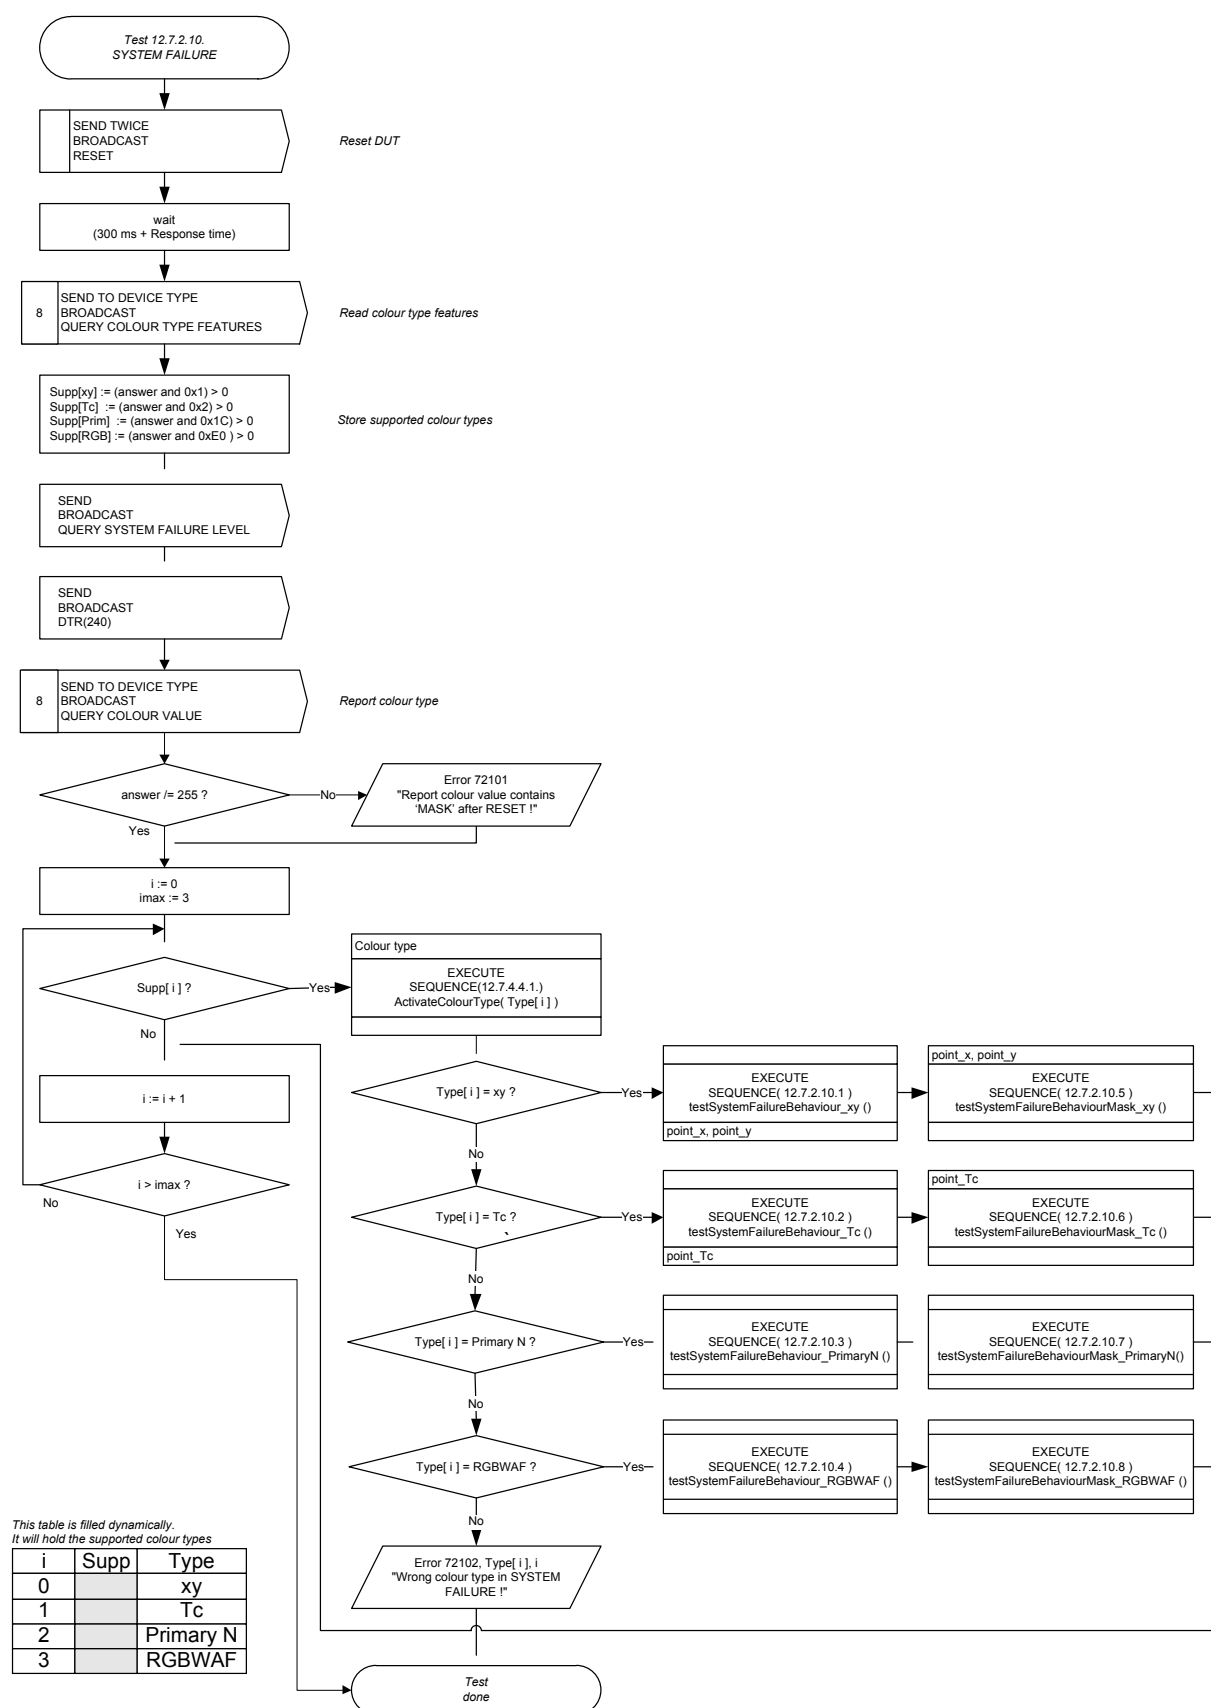 Test 12.7.2.10.
SYSTEM FAILURE
SEND TWICE
BROADCAST
RESET
Reset DUT
wait
(300 ms + Response time)
8
SEND TO DEVICE TYPE
BROADCAST
QUERY COLOUR TYPE FEATURES
Read colour type features
Supp[xy] := (answer and 0x1) > 0
Supp[Tc] := (answer and 0x2) > 0
Supp[Prim] := (answer and 0x1C) > 0
Supp[RGB] := (answer and 0xE0 ) > 0
Store supported colour types
SEND
BROADCAST
QUERY SYSTEM FAILURE LEVEL
SEND
BROADCAST
DTR(240)
8
SEND TO DEVICE TYPE
BROADCAST
QUERY COLOUR VALUE
Report colour type
answer /= 255 ?
No
Yes
Error 72101
"Report colour value contains
‘MASK’ after RESET !"
i := 0
imax := 3
Supp[ i ] ?
Yes
No
Colour type
EXECUTE
SEQUENCE(12.7.4.4.1.)
ActivateColourType( Type[ i ] )
i := i + 1
i > imax ?
No
Yes
Type[ i ] = xy ?
Yes
No
EXECUTE
SEQUENCE( 12.7.2.10.1 )
testSystemFailureBehaviour_xy ()
point_x, point_y
point_x, point_y
EXECUTE
SEQUENCE( 12.7.2.10.5 )
testSystemFailureBehaviourMask_xy ()
Type[ i ] = Tc ?
`
Yes
No
EXECUTE
SEQUENCE( 12.7.2.10.2 )
testSystemFailureBehaviour_Tc ()
point_Tc
point_Tc
EXECUTE
SEQUENCE( 12.7.2.10.6 )
testSystemFailureBehaviourMask_Tc ()
Type[ i ] = Primary N ?
Yes
No
EXECUTE
SEQUENCE( 12.7.2.10.3 )
testSystemFailureBehaviour_PrimaryN ()
EXECUTE
SEQUENCE( 12.7.2.10.7 )
testSystemFailureBehaviourMask_PrimaryN()
Type[ i ] = RGBWAF ?
Yes
No
EXECUTE
SEQUENCE( 12.7.2.10.4 )
testSystemFailureBehaviour_RGBWAF ()
EXECUTE
SEQUENCE( 12.7.2.10.8 )
testSystemFailureBehaviourMask_RGBWAF ()
Error 72102, Type[ i ], i
"Wrong colour type in SYSTEM
FAILURE !"
This table is filled dynamically.
It will hold the supported colour types
i Supp Type
0 xy
1 Tc
2 Primary N
3 RGBWAF
Test
done